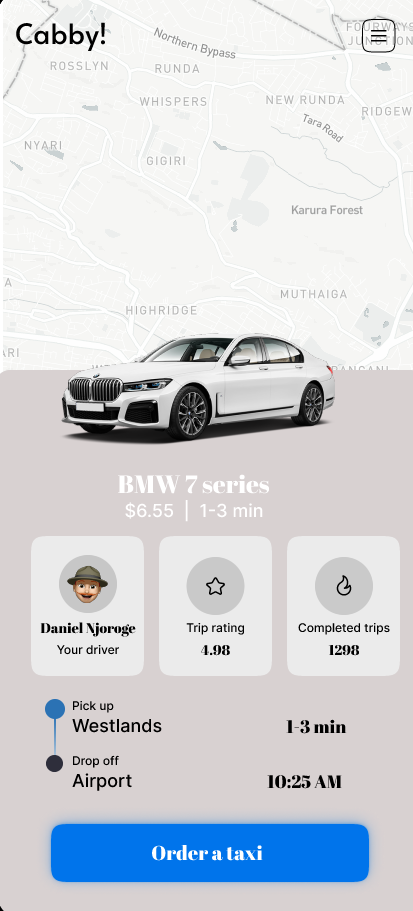 Cabby!
Northern Bypass
FOURWAYS
JUNCTION
ROSSLYN
RUNDA
WHISPERS
NEW RUNDA
RIDGEW
Tara Road
NYARI
GIGIRI
Karura Forest
MUTHAIGA
HIGHRIDGE
ARI
BMW 7 series
$6.55 | 1-3 min
Daniel Njoroge
Your driver
Trip rating
4.98
Completed trips
1298
Pick up
Westlands
1-3 min
Drop off
Airport
10:25 AM
Order a taxi